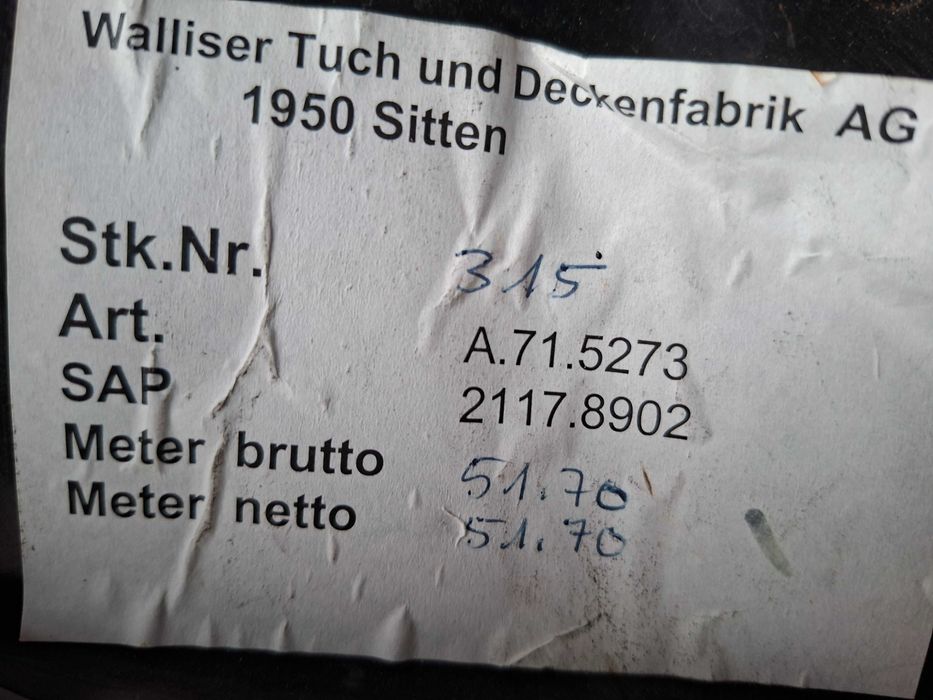 Walliser Tuch und Deckenfabrik AG
1950 Sitten
Stk.Nr. 315
Art. A.71.5273
SAP 2117.8902
Meter brutto 51.70
Meter netto 51.70